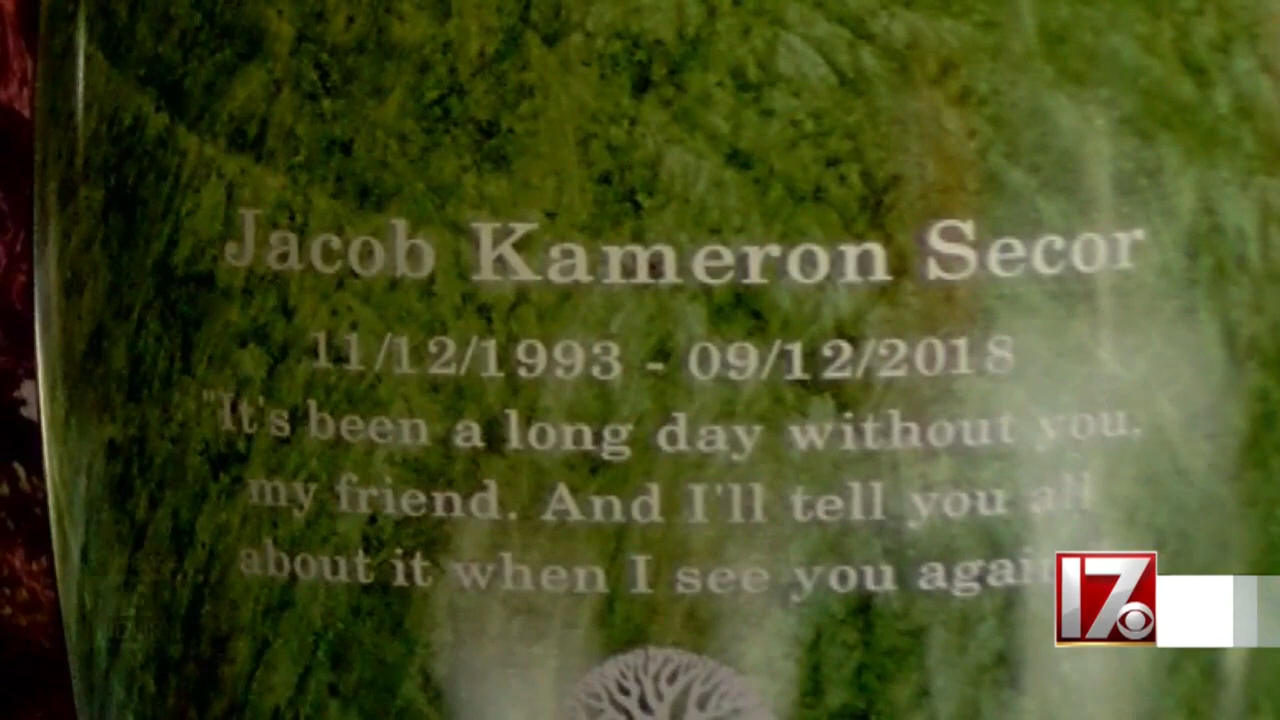 Jacob Kameron Secor
11/12/1993 - 09/12/2018
"It's been a long day without you,
my friend. And I'll tell you all
about it when I see you
17